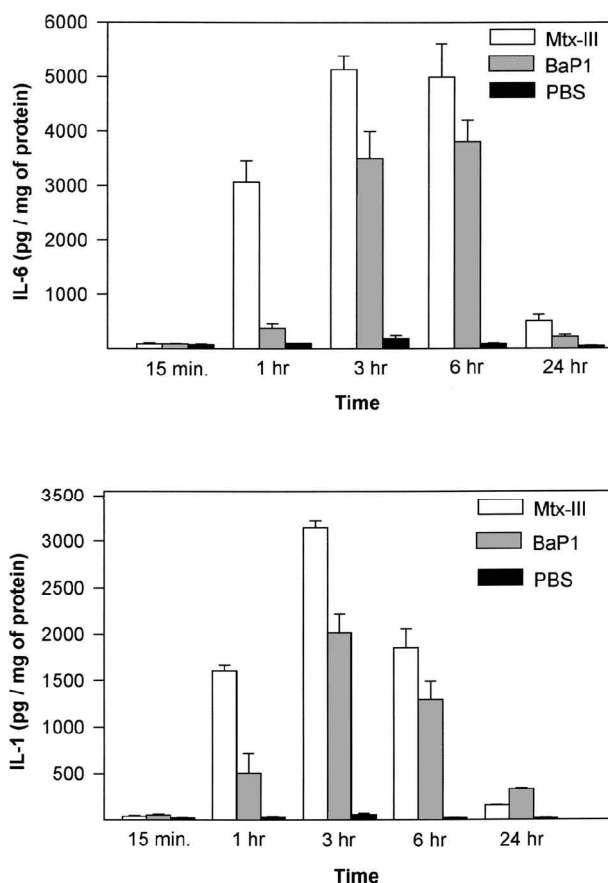 6000
5000
4000
3000
2000
1000
IL-6 (pg / mg of protein)
Mtx-III
BaP1
PBS
15 min.
1 hr
3 hr
6 hr
24 hr
Time
3500
3000
2500
2000
1500
1000
500
IL-1 (pg / mg of protein)
Mtx-III
BaP1
PBS
15 min.
1 hr
3 hr
6 hr
24 hr
Time